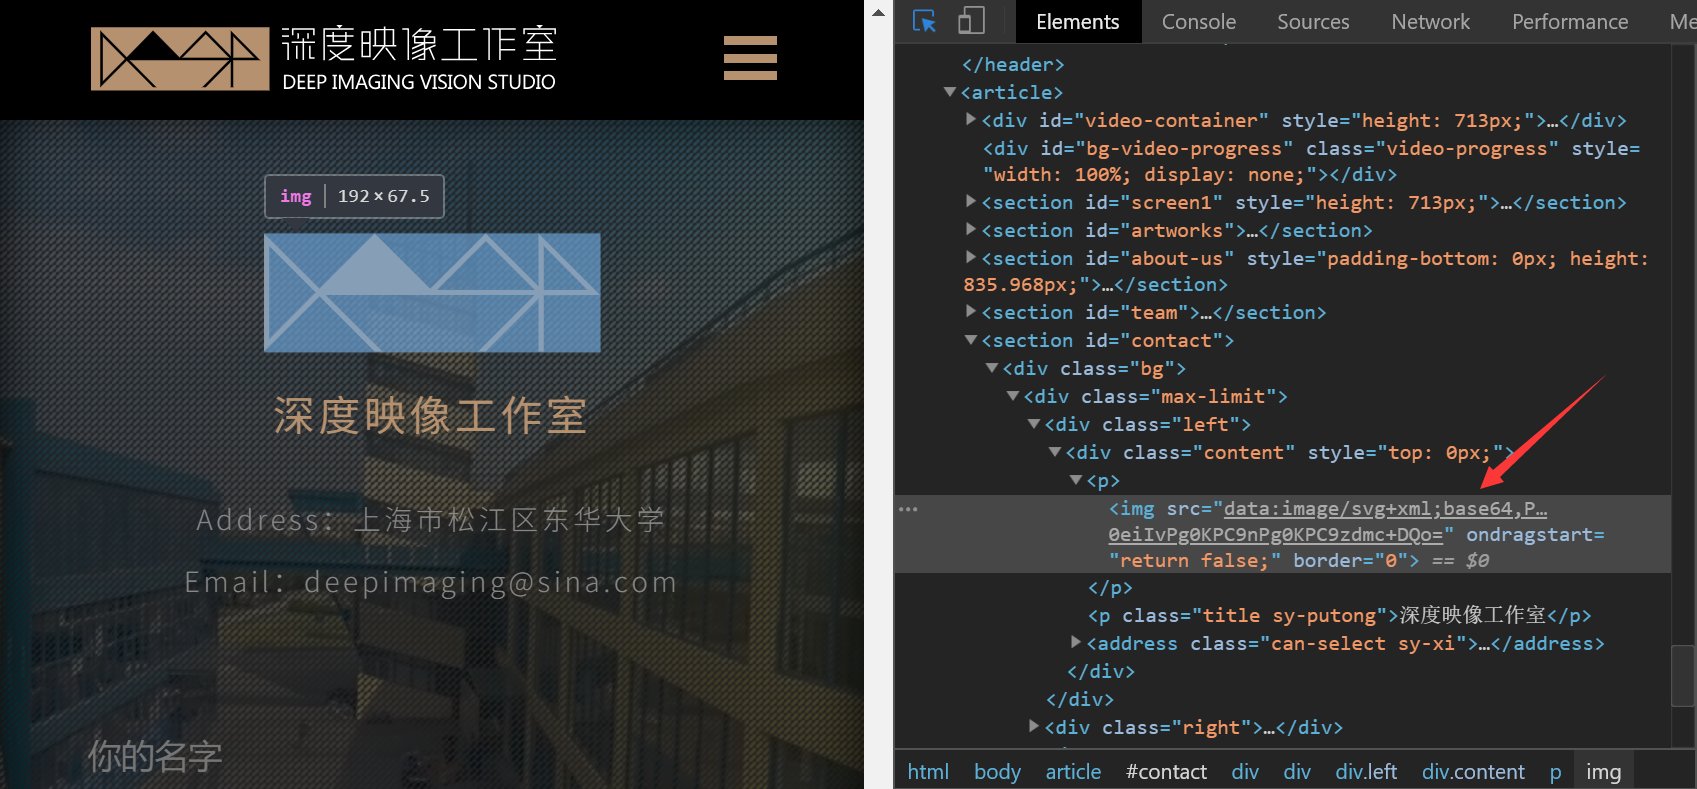 深度映像工作室
DEEP IMAGING VISION STUDIO
img 192×67.5
深度映像工作室
Address: 上海市松江区东华大学
Email: deepimaging@sina.com
你的名字
Elements Console Sources Network Performance Me
</header>
<article>
<div id="video-container" style="height: 713px;">…</div>
<div id="bg-video-progress" class="video-progress" style=
"width: 100%; display: none;"></div>
<section id="screen1" style="height: 713px;">…</section>
<section id="artworks">…</section>
<section id="about-us" style="padding-bottom: 0px; height:
835.968px;">…</section>
<section id="team">…</section>
<section id="contact">
<div class="bg">
<div class="max-limit">
<div class="left">
<div class="content" style="top: 0px;">
<p>
<img src="data:image/svg+xml;base64,P…
0eiIvPg0KPC9nPg0KPC9zdmc+DQo=" ondragstart=
"return false;" border="0"> == $0
</p>
<p class="title sy-putong">深度映像工作室</p>
<address class="can-select sy-xi">…</address>
</div>
</div>
<div class="right">…</div>
html body article #contact div div div.left div.content p img